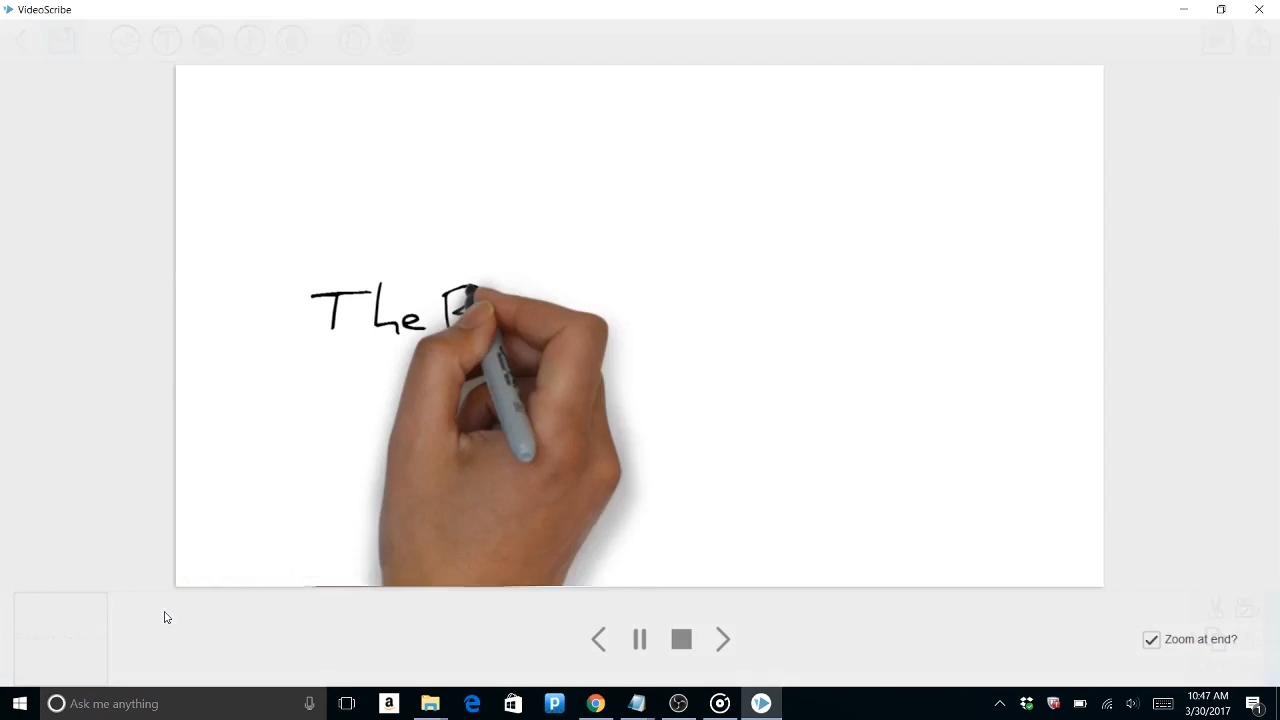 VideoScribe
The
Zoom at end?
Ask me anything
10:47 AM
3/30/2017